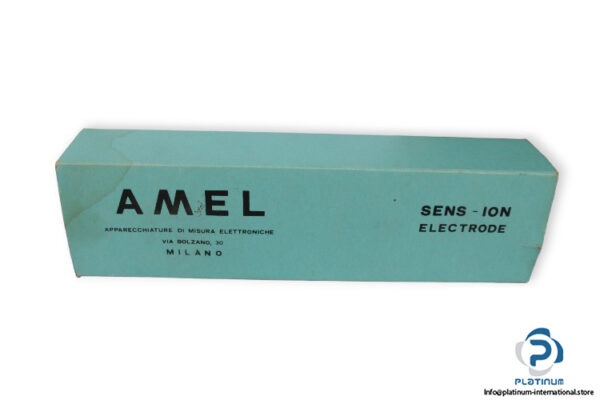 AMEL
APPARECCHIATURE DI MISURA ELETTRONICHE
VIA BOLZANO, 30
MILANO
SENS - ION
ELECTRODE
PLATINUM
Info@platinum-international.store